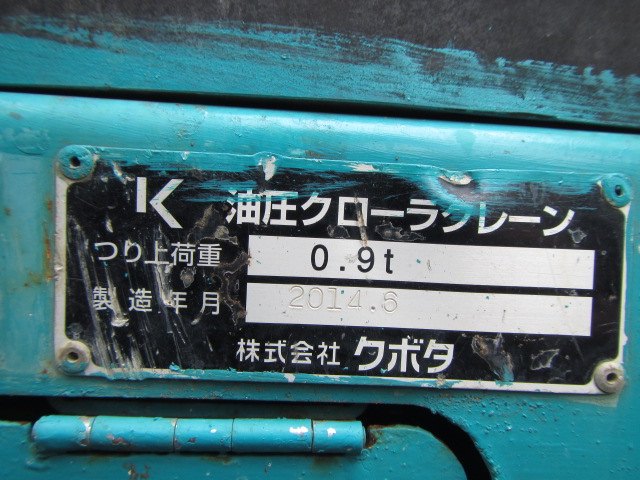 K 油圧クローラクレーン
つり上荷重 0.9t
製造年月 2014.6
株式会社 クボタ